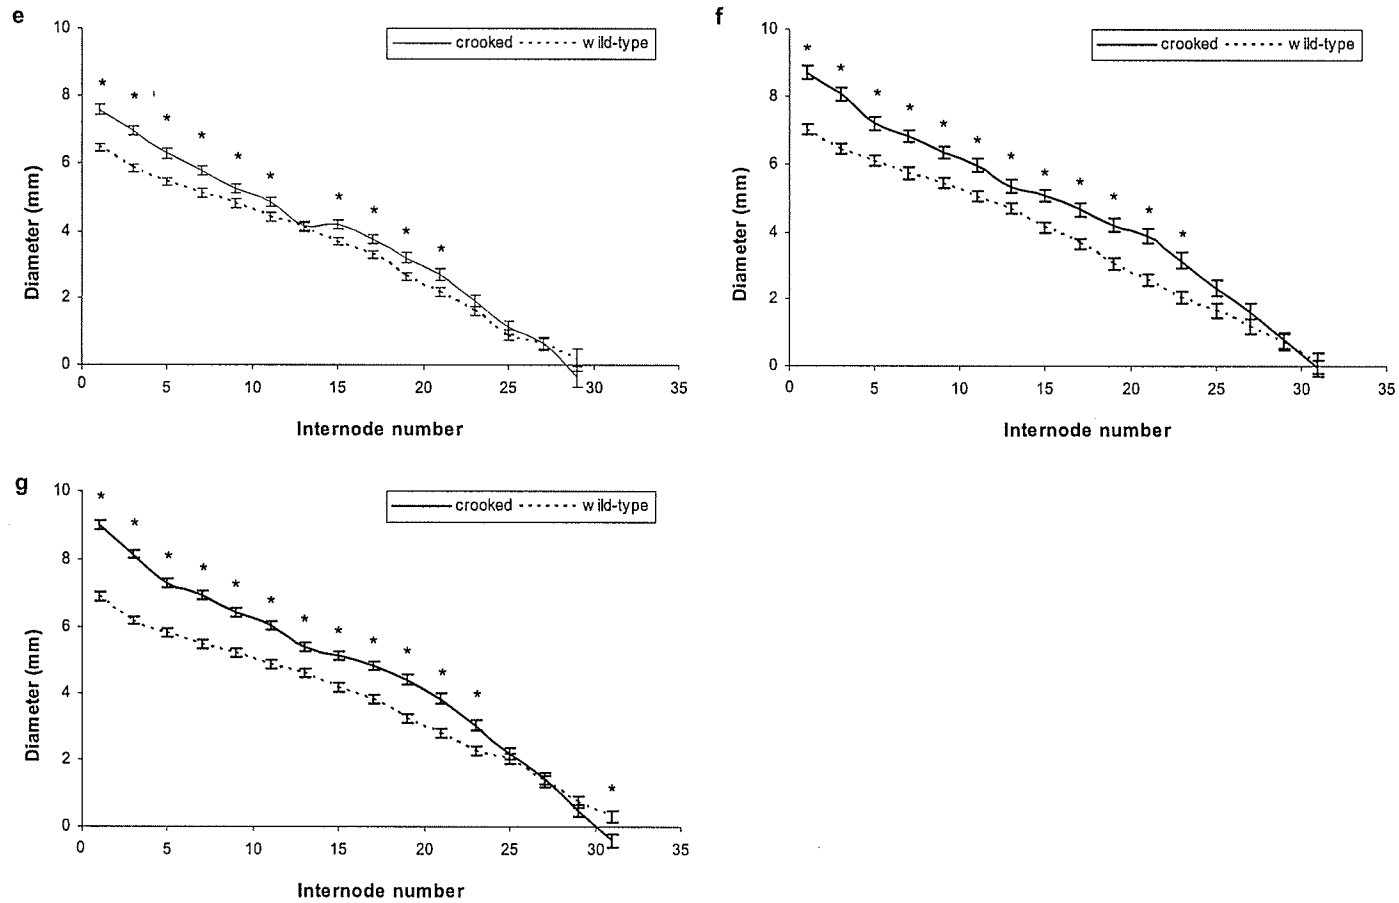 e
10
8
6
4
2
0
Diameter (mm)
crooked wild-type
* * * * * * * * * *
0 5 10 15 20 25 30 35
Internode number
f
10
8
6
4
2
0
Diameter (mm)
crooked wild-type
* * * * * * * * * * * *
0 5 10 15 20 25 30 35
Internode number
g
10
8
6
4
2
0
Diameter (mm)
crooked wild-type
* * * * * * * * * * * * *
0 5 10 15 20 25 30 35
Internode number